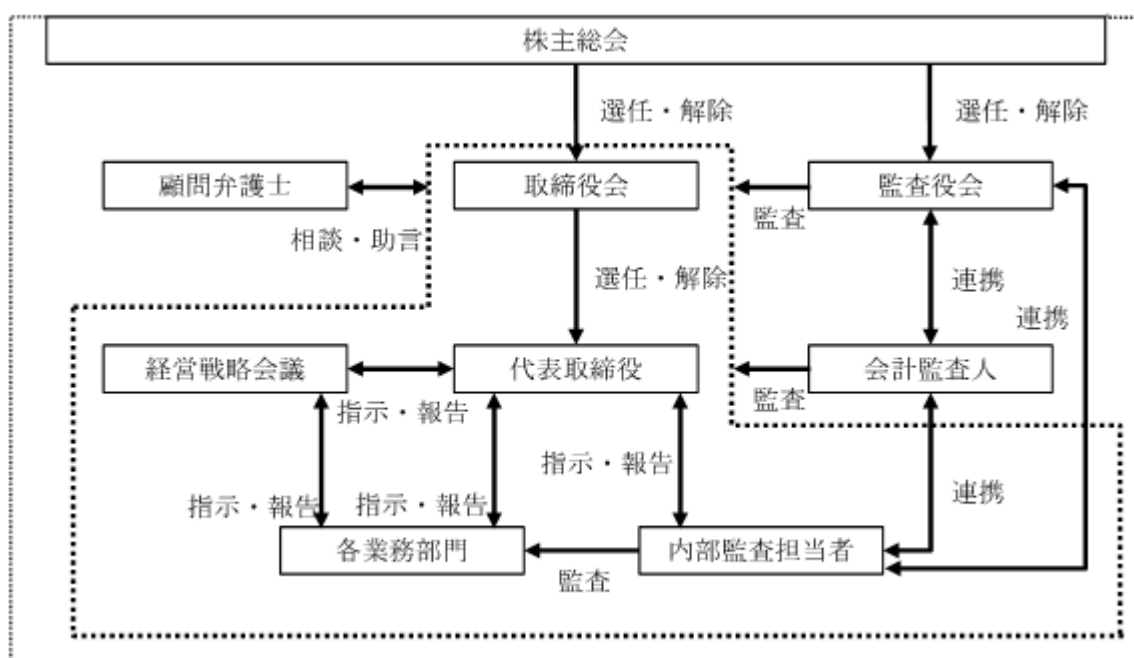 株主総会
選任・解除
選任・解除
顧問弁護士
取締役会
監査役会
相談・助言
監査
選任・解除
連携
連携
経営戦略会議
代表取締役
会計監査人
指示・報告
監査
指示・報告
指示・報告
指示・報告
連携
各業務部門
内部監査担当者
監査